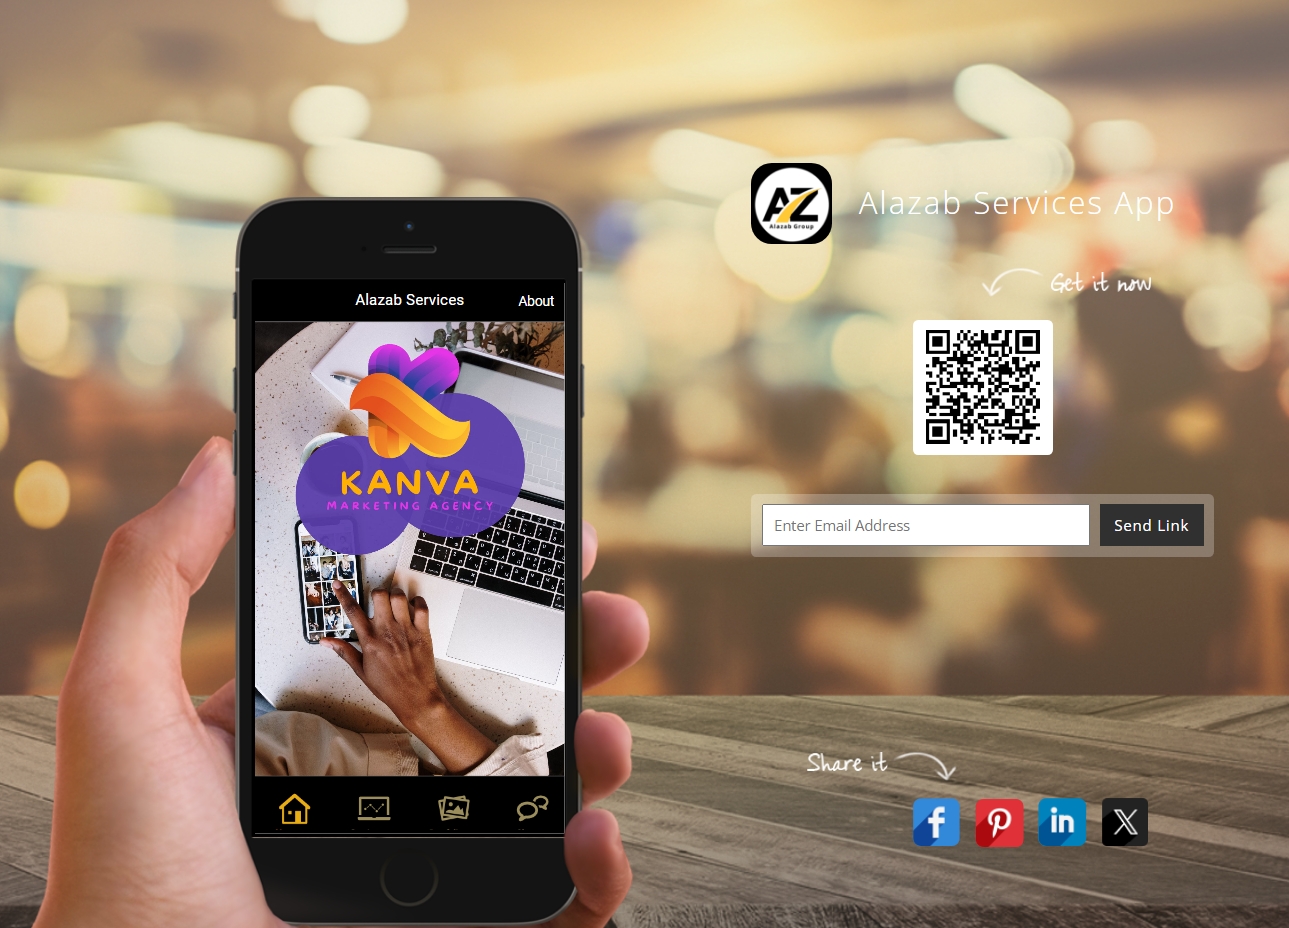 Alazab Services
About
KANVA
MARKETING AGENCY
AZ
Alazab Group
Alazab Services App
Get it now
Enter Email Address
Send Link
Share it